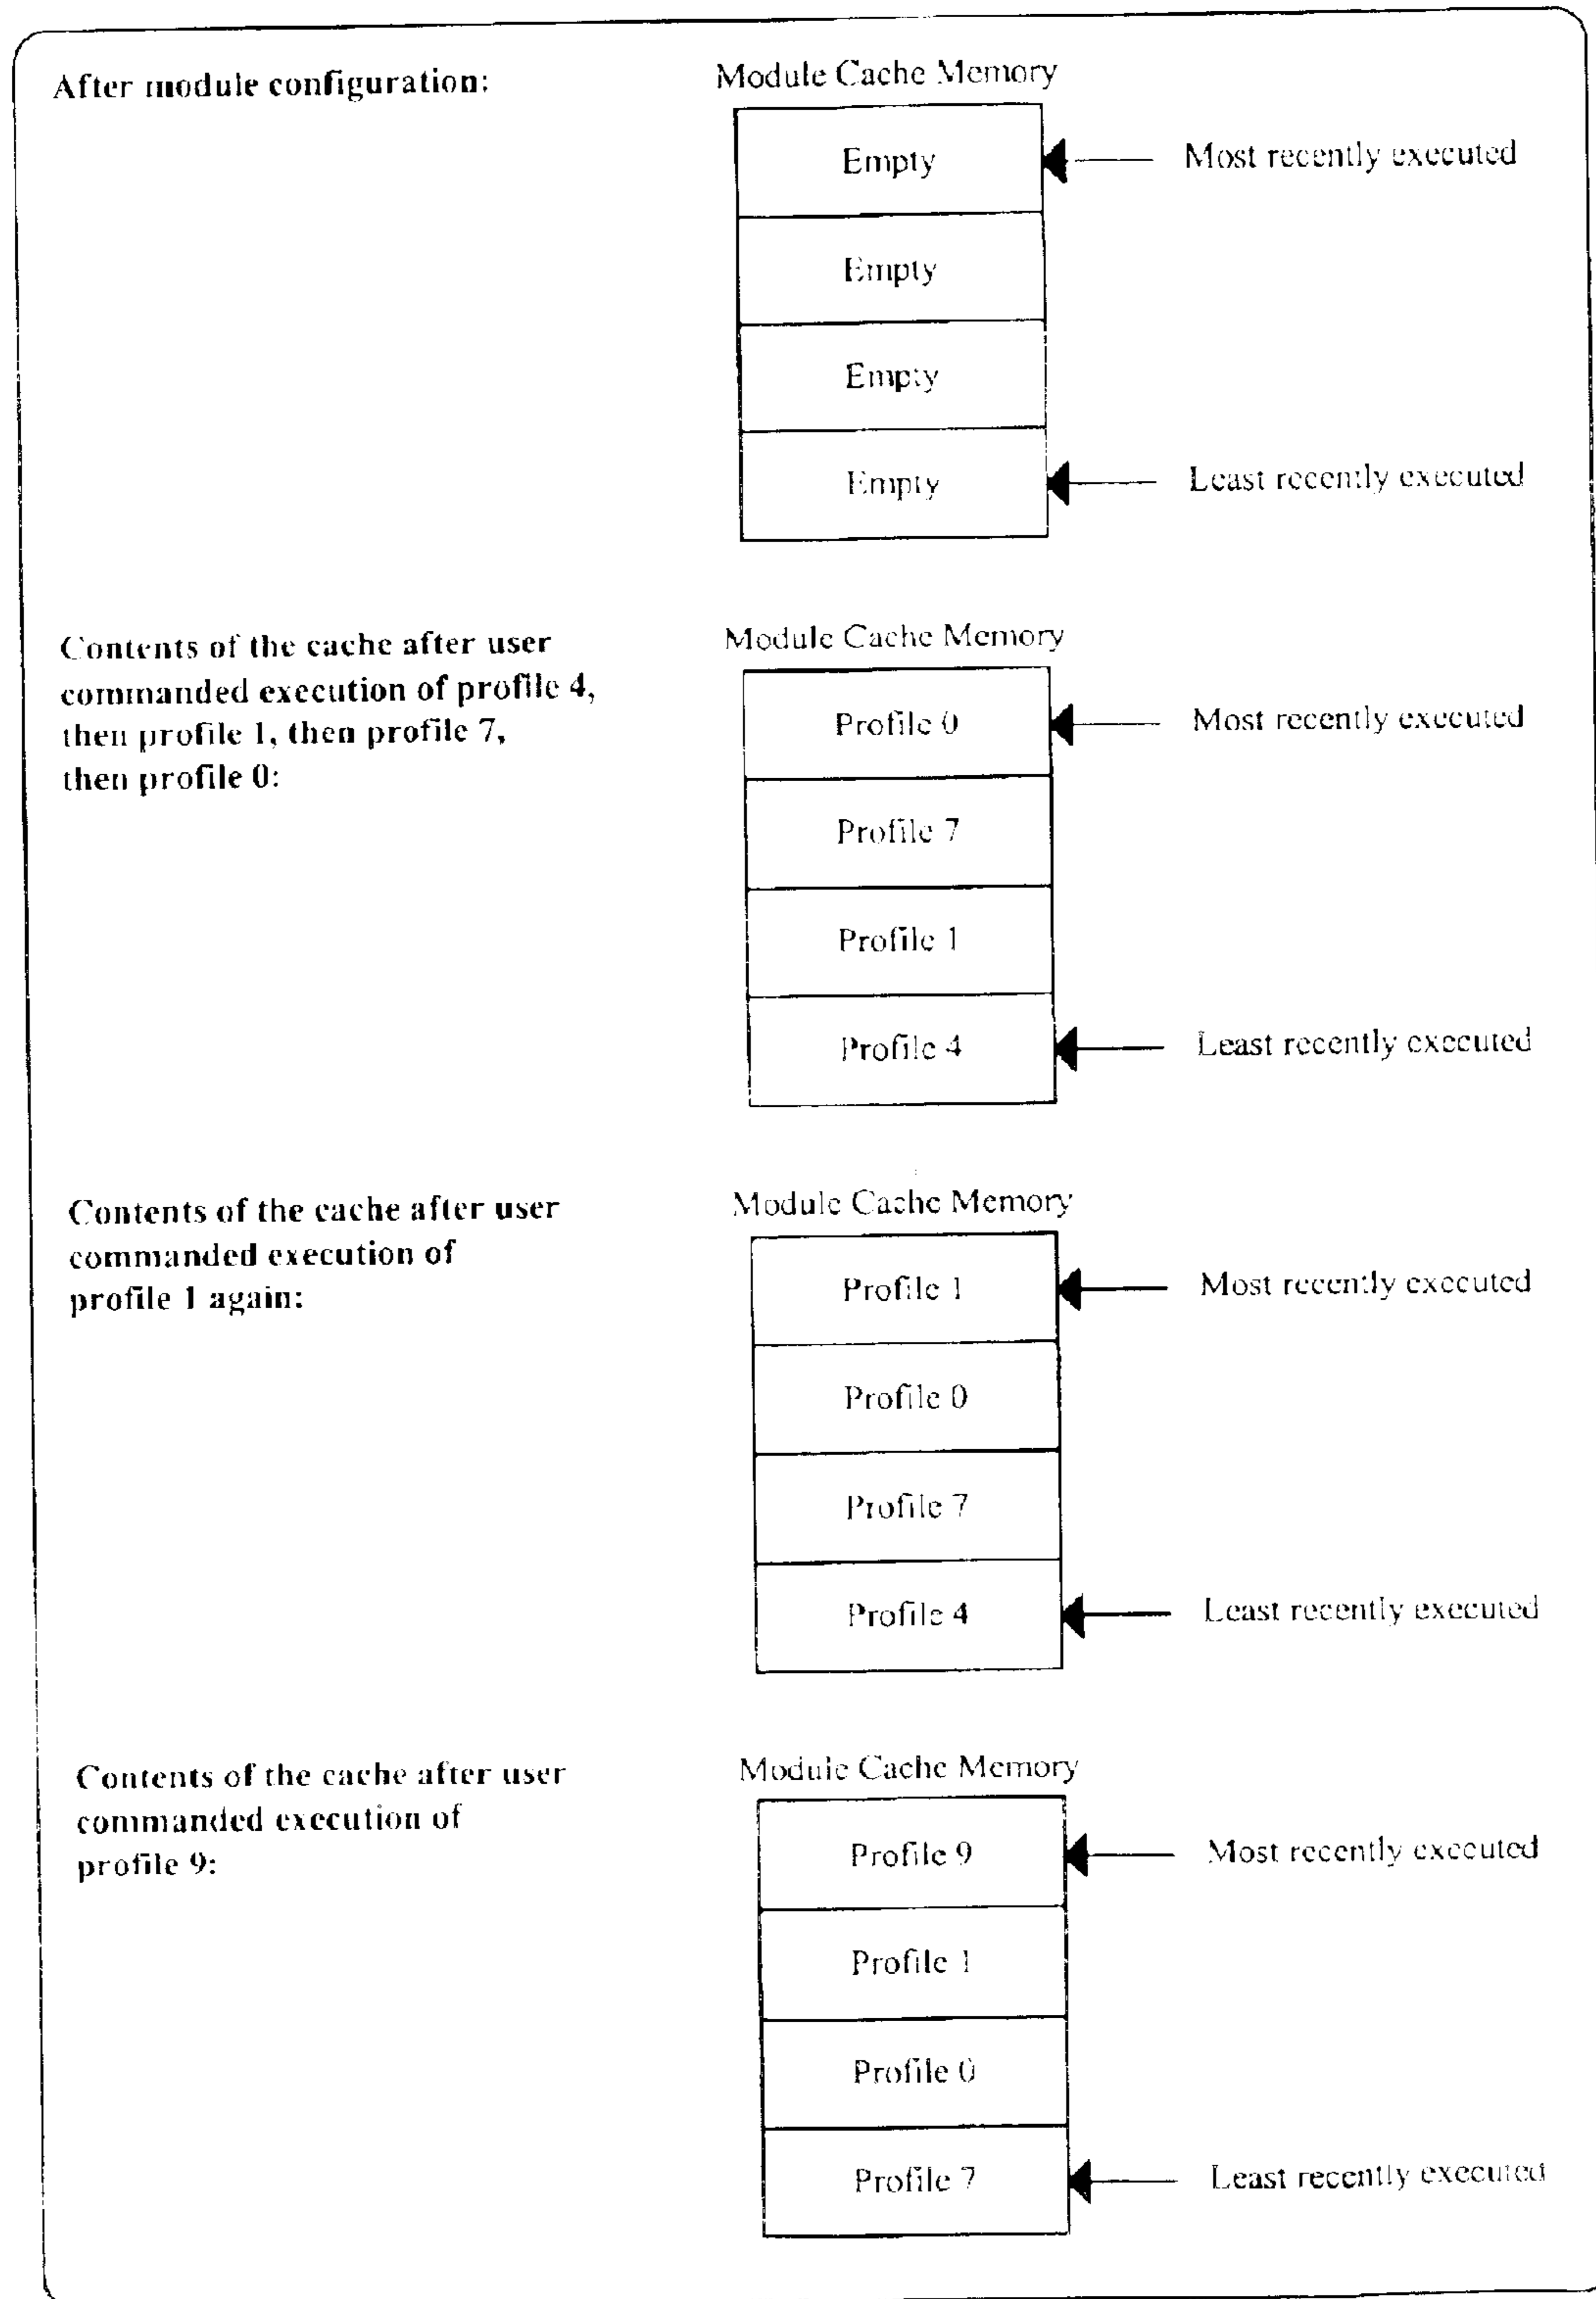 After module configuration:
Module Cache Memory
Empty
Most recently executed
Empty
Empty
Empty
Least recently executed
Contents of the cache after user
commanded execution of profile 4,
then profile 1, then profile 7,
then profile 0:
Module Cache Memory
Profile 0
Most recently executed
Profile 7
Profile 1
Profile 4
Least recently executed
Contents of the cache after user
commanded execution of
profile 1 again:
Module Cache Memory
Profile 1
Most recently executed
Profile 0
Profile 7
Profile 4
Least recently executed
Contents of the cache after user
commanded execution of
profile 9:
Module Cache Memory
Profile 9
Most recently executed
Profile 1
Profile 0
Profile 7
Least recently executed